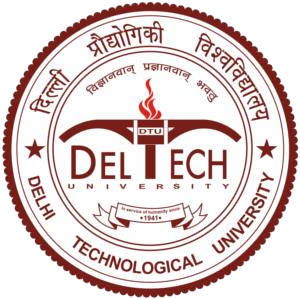 दिल्ली प्रौद्योगिकी विश्वविद्यालय
विज्ञानवान् प्रज्ञानवान् भवतु
DTU
DELTECH
UNIVERSITY
in service of humanity since
•1941•
★ DELHI TECHNOLOGICAL UNIVERSITY ★